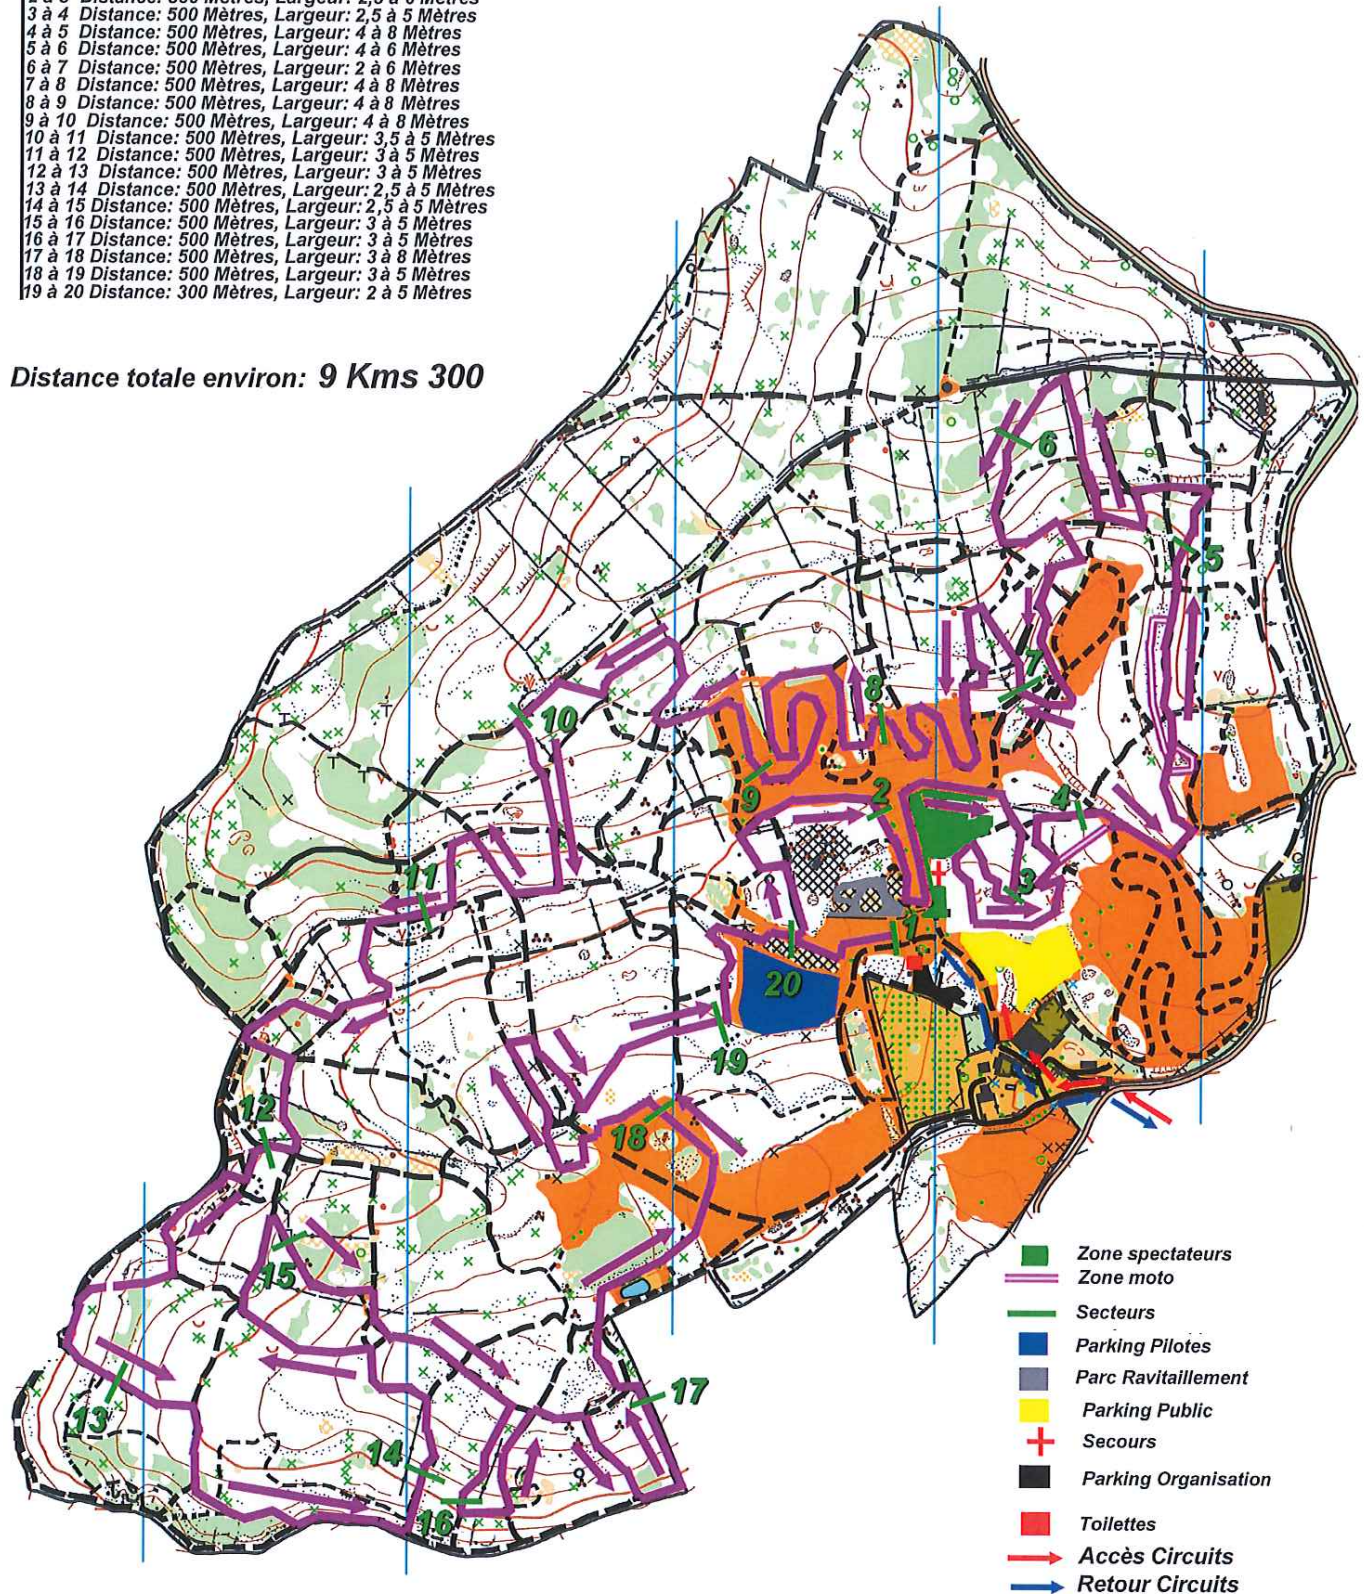 3 à 4 Distance: 500 Mètres, Largeur: 2,5 à 5 Mètres
4 à 5 Distance: 500 Mètres, Largeur: 4 à 8 Mètres
5 à 6 Distance: 500 Mètres, Largeur: 4 à 6 Mètres
6 à 7 Distance: 500 Mètres, Largeur: 2 à 6 Mètres
7 à 8 Distance: 500 Mètres, Largeur: 4 à 8 Mètres
8 à 9 Distance: 500 Mètres, Largeur: 4 à 8 Mètres
9 à 10 Distance: 500 Mètres, Largeur: 4 à 8 Mètres
10 à 11 Distance: 500 Mètres, Largeur: 3,5 à 5 Mètres
11 à 12 Distance: 500 Mètres, Largeur: 3 à 5 Mètres
12 à 13 Distance: 500 Mètres, Largeur: 3 à 5 Mètres
13 à 14 Distance: 500 Mètres, Largeur: 2,5 à 5 Mètres
14 à 15 Distance: 500 Mètres, Largeur: 2,5 à 5 Mètres
15 à 16 Distance: 500 Mètres, Largeur: 3 à 5 Mètres
16 à 17 Distance: 500 Mètres, Largeur: 3 à 5 Mètres
17 à 18 Distance: 500 Mètres, Largeur: 3 à 8 Mètres
18 à 19 Distance: 500 Mètres, Largeur: 3 à 5 Mètres
19 à 20 Distance: 300 Mètres, Largeur: 2 à 5 Mètres
Distance totale environ: 9 Kms 300
6
5
7
8
10
9
2
4
3
11
1
20
19
12
18
15
17
13
14
16
Zone spectateurs
Zone moto
Secteurs
Parking Pilotes
Parc Ravitaillement
Parking Public
Secours
Parking Organisation
Toilettes
Accès Circuits
Retour Circuits